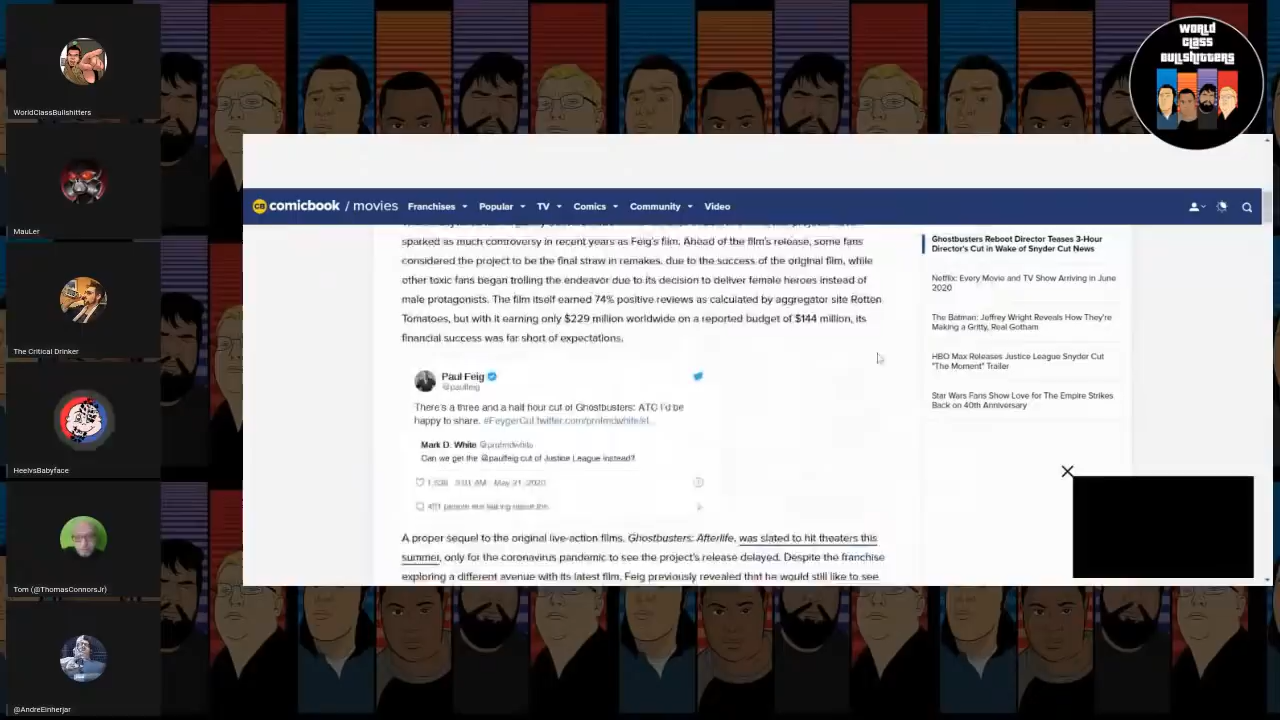 WorldClassBullshitters
MauLer
The Critical Drinker
HeelvsBabyface
Tom (@ThomasConnorsJr)
@AndreEinherjar
WORLD
CLASS
BULLSHITTERS
CB comicbook / movies Franchises Popular TV Comics Community Video
sparked as much controversy in recent years as Feig's film. Ahead of the film's release, some fans
considered the project to be the final straw in remakes, due to the success of the original film, while
other toxic fans began trolling the endeavor due to its decision to deliver female heroes instead of
male protagonists. The film itself earned 74% positive reviews as calculated by aggregator site Rotten
Tomatoes, but with it earning only $229 million worldwide on a reported budget of $144 million, its
financial success was far short of expectations.
Paul Feig
@paulfeig
There's a three and a half hour cut of Ghostbusters: ATC I'd be
happy to share.
Mark D. White
Can we get the @paulfeig cut of Justice League instead?
May 21, 2020
A proper sequel to the original live-action films, Ghostbusters: Afterlife, was slated to hit theaters this
summer, only for the coronavirus pandemic to see the project's release delayed. Despite the franchise
exploring a different avenue with its latest film, Feig previously revealed that he would still like to see
Ghostbusters Reboot Director Teases 3-Hour
Director's Cut in Wake of Snyder Cut News
Netflix: Every Movie and TV Show Arriving in June
2020
The Batman: Jeffrey Wright Reveals How They're
Making a Gritty, Real Gotham
HBO Max Releases Justice League Snyder Cut
"The Moment" Trailer
Star Wars Fans Show Love for The Empire Strikes
Back on 40th Anniversary